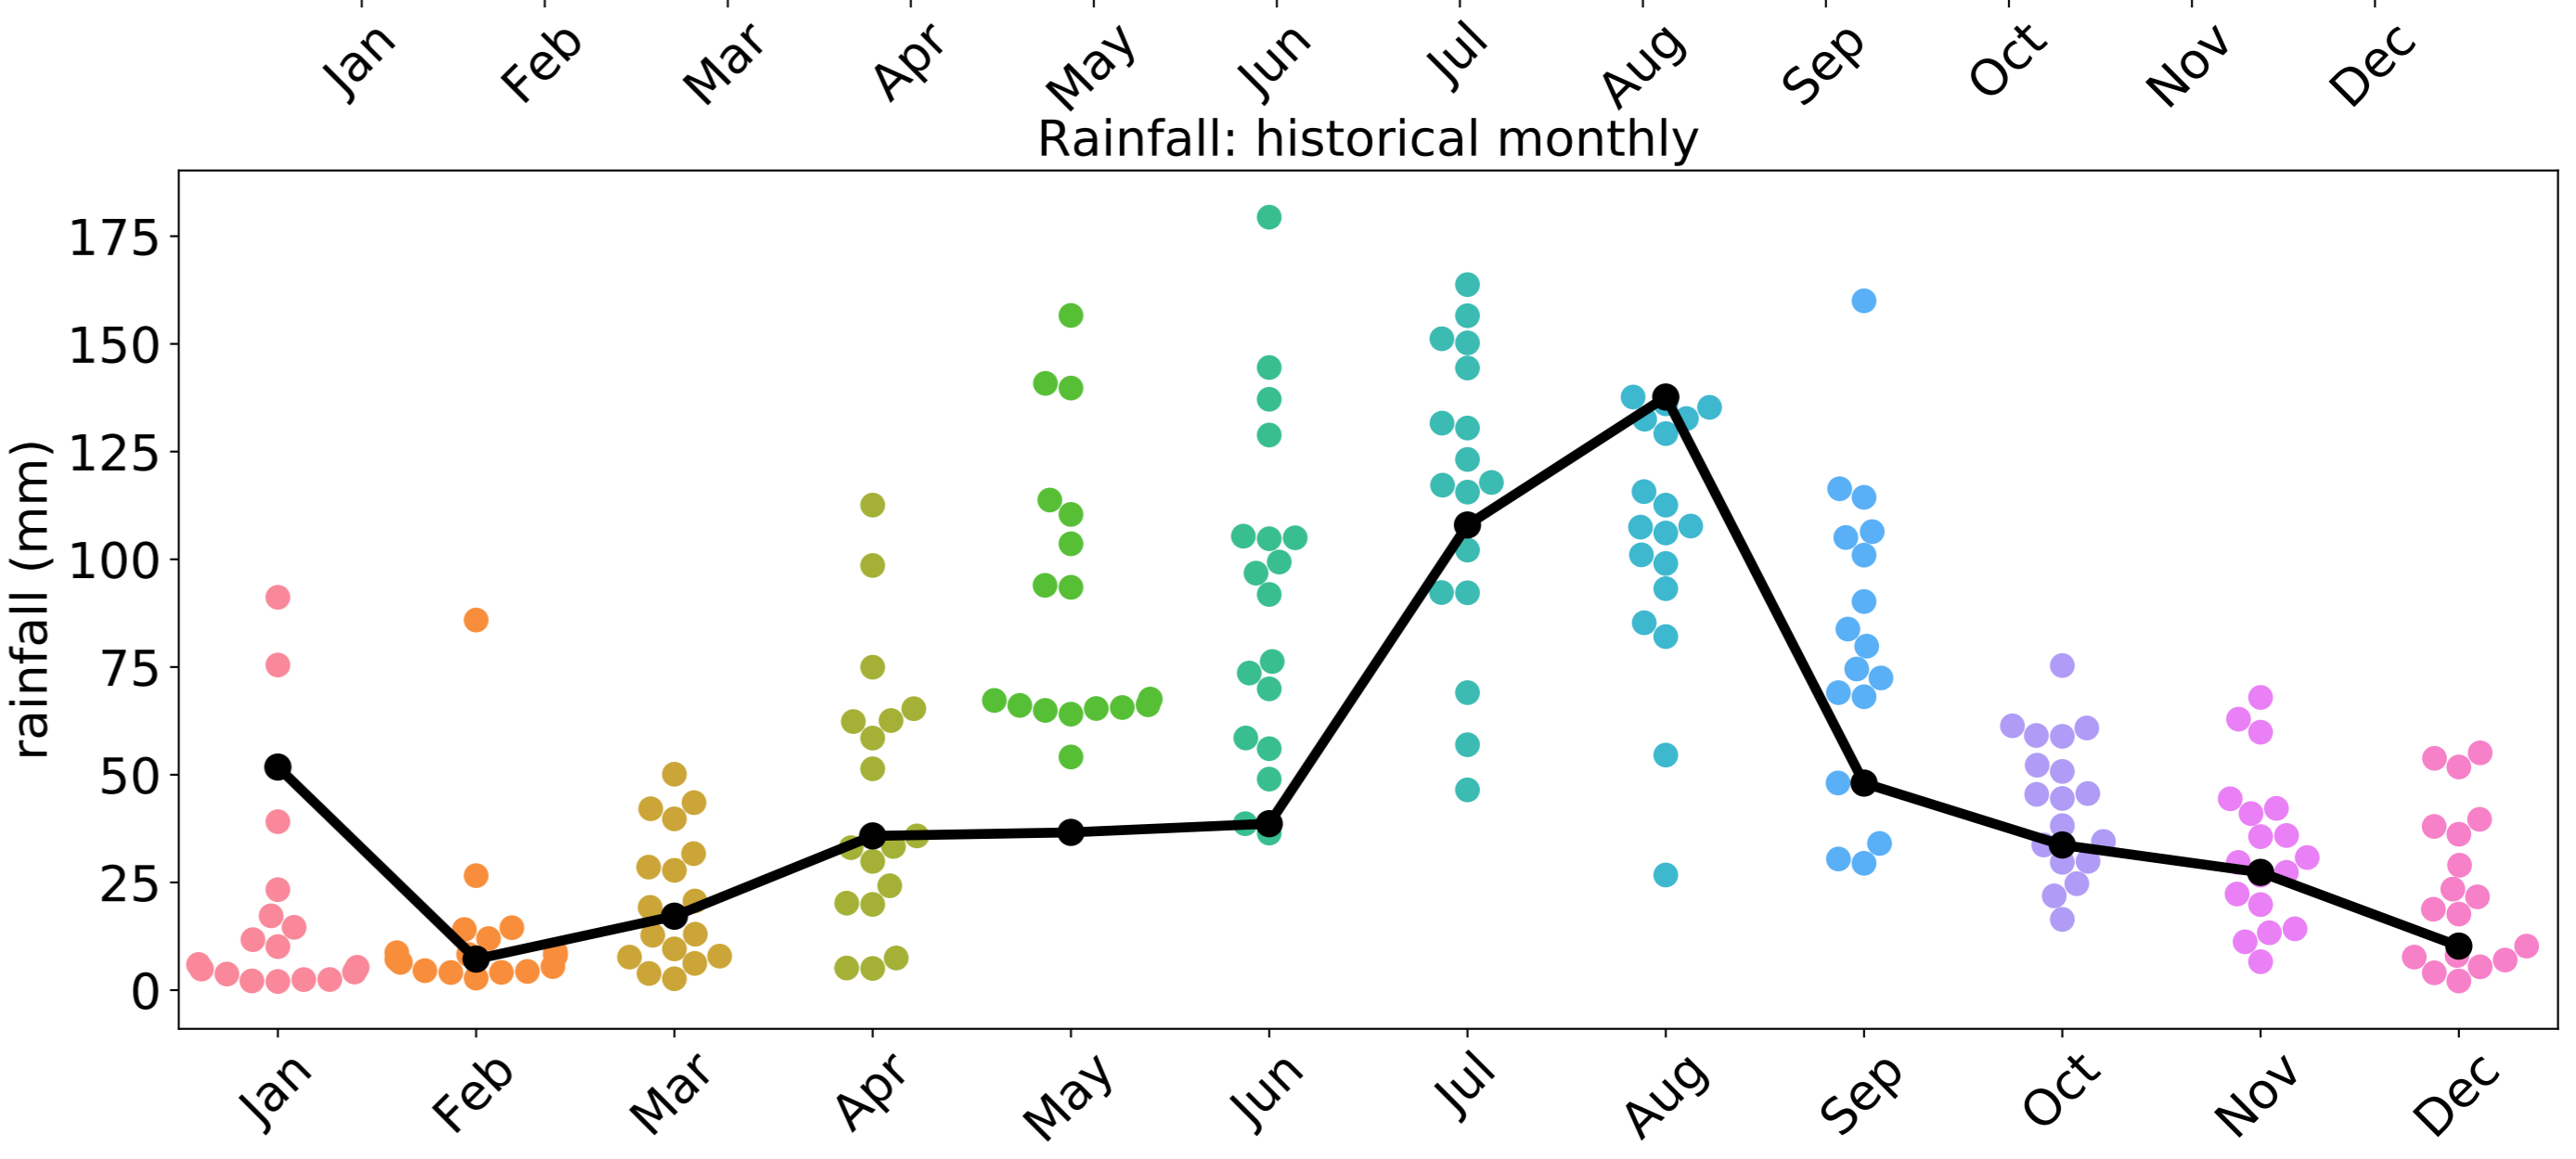 Jan Feb Mar Apr May Jun Jul Aug Sep Oct Nov Dec
Rainfall: historical monthly
rainfall (mm)
175
150
125
100
75
50
25
0
Jan Feb Mar Apr May Jun Jul Aug Sep Oct Nov Dec